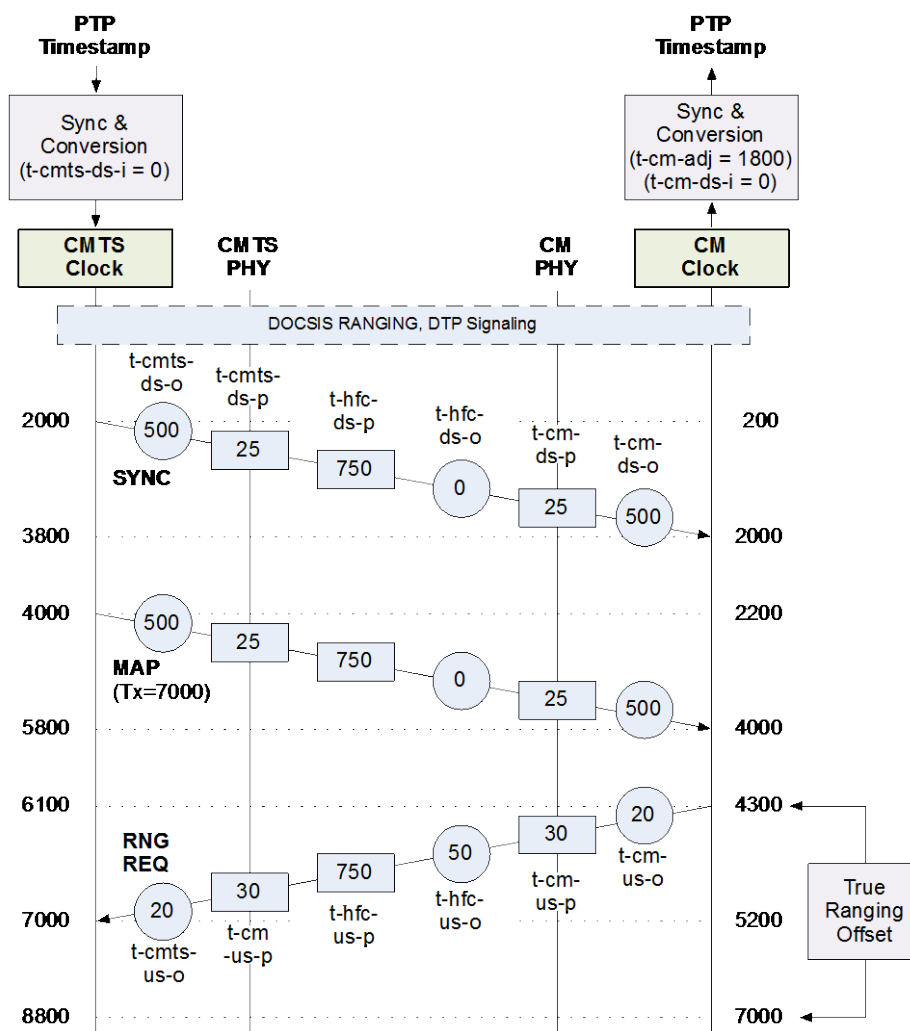 PTP
Timestamp
PTP
Timestamp
Sync &
Conversion
(t-cmts-ds-i = 0)
Sync &
Conversion
(t-cm-adj = 1800)
(t-cm-ds-i = 0)
CMTS
Clock
CMTS
PHY
CM
PHY
CM
Clock
DOCSIS RANGING, DTP Signaling
t-cmts-
ds-o
t-cmts-
ds-p
t-hfc-
ds-p
t-hfc-
ds-o
t-cm-
ds-p
t-cm-
ds-o
2000
500
25
750
0
25
500
200
SYNC
3800
2000
4000
500
25
750
0
25
500
2200
MAP
(Tx=7000)
5800
4000
6100
4300
RNG
REQ
20
30
750
50
30
20
t-cm-
us-o
t-cm-
us-p
t-hfc-
us-o
t-hfc-
us-p
t-cm
-us-p
t-cmts-
us-o
7000
5200
True
Ranging
Offset
8800
7000